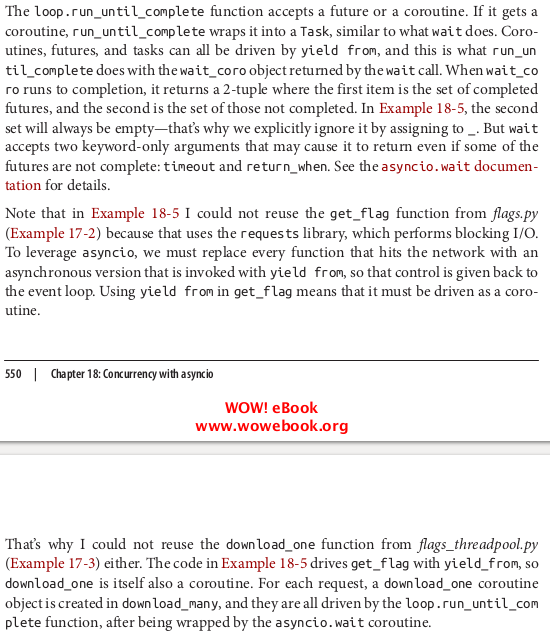 The loop.run_until_complete function accepts a future or a coroutine. If it gets a
coroutine, run_until_complete wraps it into a Task, similar to what wait does. Coro‐
utines, futures, and tasks can all be driven by yield from, and this is what run_un
til_complete does with the wait_coro object returned by the wait call. When wait_co
ro runs to completion, it returns a 2-tuple where the first item is the set of completed
futures, and the second is the set of those not completed. In Example 18-5, the second
set will always be empty—that’s why we explicitly ignore it by assigning to _. But wait
accepts two keyword-only arguments that may cause it to return even if some of the
futures are not complete: timeout and return_when. See the asyncio.wait documen‐
tation for details.
Note that in Example 18-5 I could not reuse the get_flag function from flags.py
(Example 17-2) because that uses the requests library, which performs blocking I/O.
To leverage asyncio, we must replace every function that hits the network with an
asynchronous version that is invoked with yield from, so that control is given back to
the event loop. Using yield from in get_flag means that it must be driven as a coro‐
utine.
550 | Chapter 18: Concurrency with asyncio
WOW! eBook
www.wowebook.org
That’s why I could not reuse the download_one function from flags_threadpool.py
(Example 17-3) either. The code in Example 18-5 drives get_flag with yield_from, so
download_one is itself also a coroutine. For each request, a download_one coroutine
object is created in download_many, and they are all driven by the loop.run_until_com
plete function, after being wrapped by the asyncio.wait coroutine.